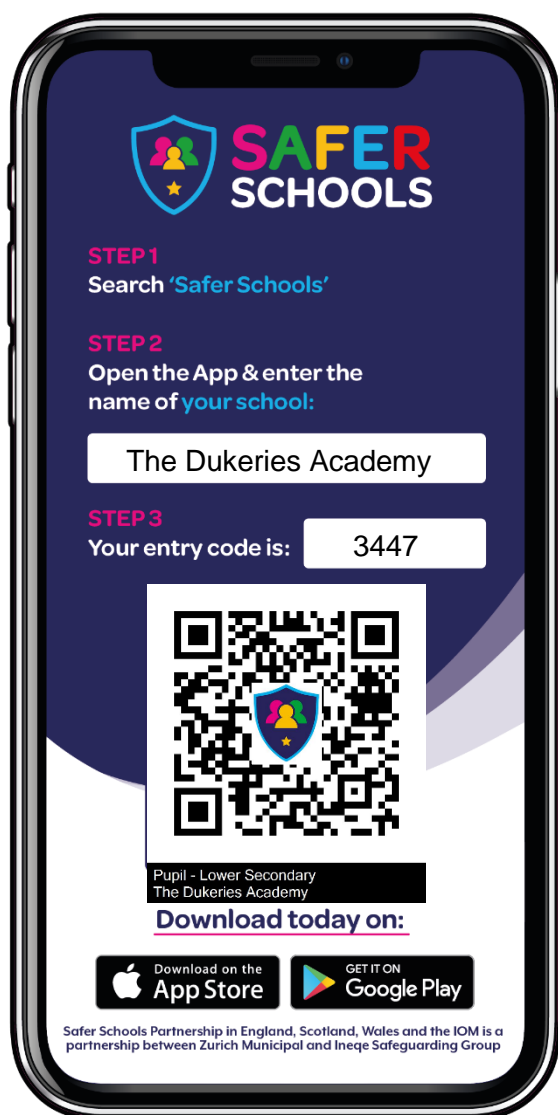 SAFER
SCHOOLS
STEP 1
Search ‘Safer Schools’
STEP 2
Open the App & enter the
name of your school:
The Dukeries Academy
STEP 3
Your entry code is: 3447
Pupil - Lower Secondary
The Dukeries Academy
Download today on:
Download on the
App Store
GET IT ON
Google Play
Safer Schools Partnership in England, Scotland, Wales and the IOM is a
partnership between Zurich Municipal and Ineqe Safeguarding Group